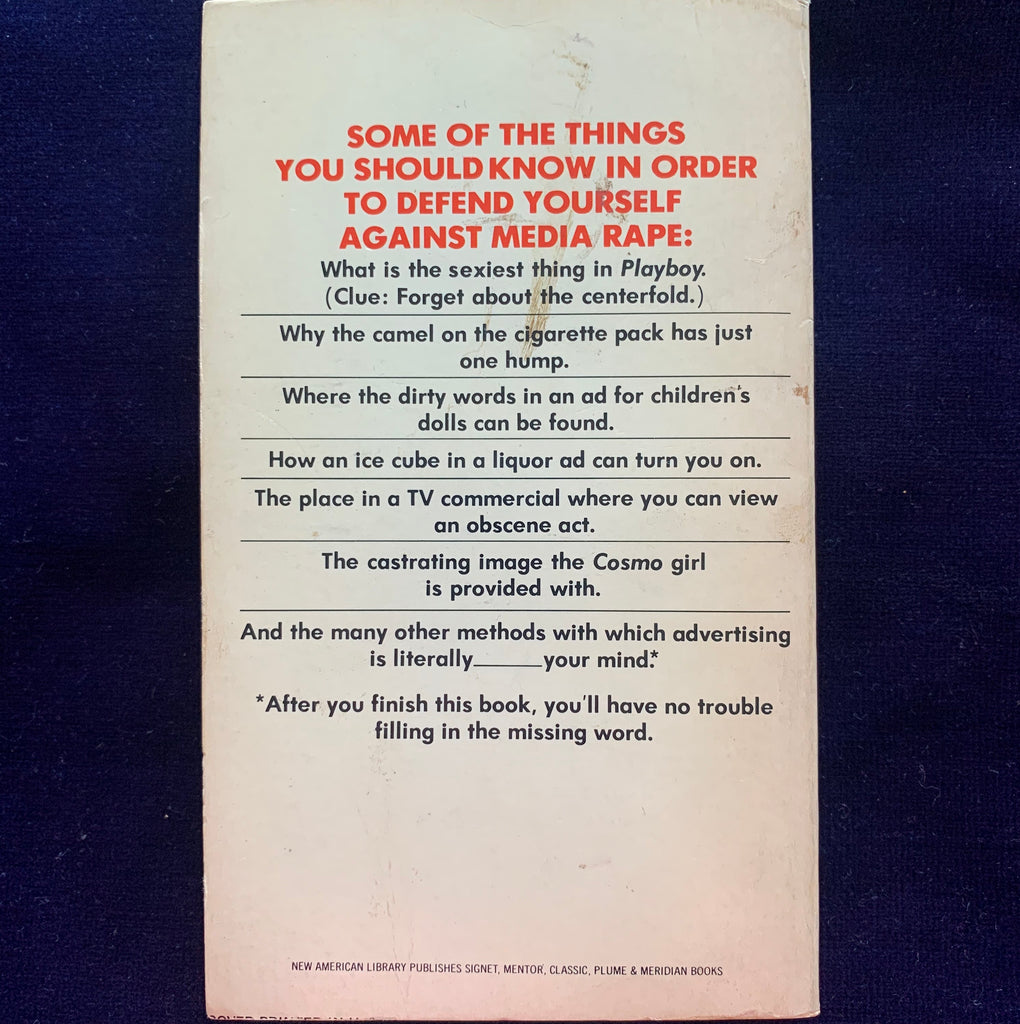 SOME OF THE THINGS
YOU SHOULD KNOW IN ORDER
TO DEFEND YOURSELF
AGAINST MEDIA RAPE:
What is the sexiest thing in Playboy.
(Clue: Forget about the centerfold.)
Why the camel on the cigarette pack has just
one hump.
Where the dirty words in an ad for children's
dolls can be found.
How an ice cube in a liquor ad can turn you on.
The place in a TV commercial where you can view
an obscene act.
The castrating image the Cosmo girl
is provided with.
And the many other methods with which advertising
is literally______your mind.*
*After you finish this book, you'll have no trouble
filling in the missing word.
NEW AMERICAN LIBRARY PUBLISHES SIGNET, MENTOR, CLASSIC, PLUME & MERIDIAN BOOKS